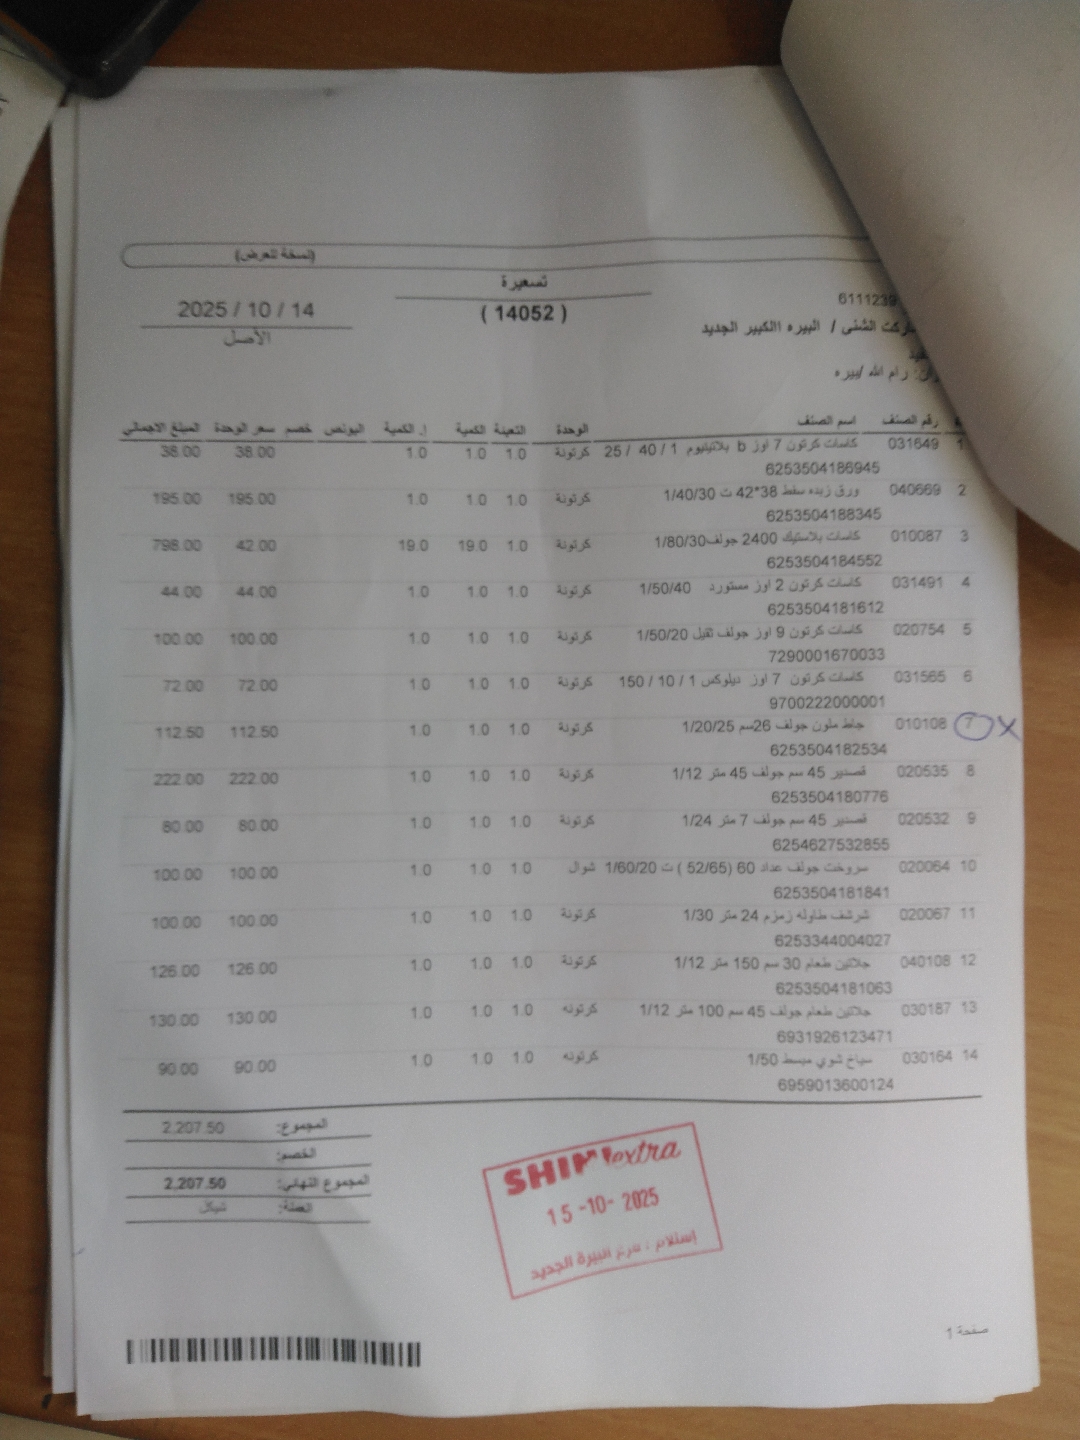 (نسخة للعرض)
تسعيرة
( 14052 )
2025 / 10 / 14
الأصل
6111239
ماركت الشني / البيره االكبير الجديد
رام الله /بيره
رقم الصنف اسم الصنف الوحدة التعبئة الكمية إ. الكمية البونص خصم سعر الوحدة المبلغ الاجمالي
1 031649 كاسات كرتون 7 اوز b بلاتينيوم 1 / 40 / 25 كرتونة 1.0 1.0 1.0 38.00 38.00
6253504186945
2 040669 ورق زبده سفط 38*42 ت 1/40/30 كرتونة 1.0 1.0 1.0 195.00 195.00
6253504188345
3 010087 كاسات بلاستيك 2400 جولف1/80/30 كرتونة 1.0 19.0 19.0 42.00 798.00
6253504184552
4 031491 كاسات كرتون 2 اوز مستورد 1/50/40 كرتونة 1.0 1.0 1.0 44.00 44.00
6253504181612
5 020754 كاسات كرتون 9 اوز جولف ثقيل 1/50/20 كرتونة 1.0 1.0 1.0 100.00 100.00
7290001670033
6 031565 كاسات كرتون 7 اوز ديلوكس 1 / 10 / 150 كرتونة 1.0 1.0 1.0 72.00 72.00
9700222000001
7 X 010108 جاط ملون جولف 26سم 1/20/25 كرتونة 1.0 1.0 1.0 112.50 112.50
6253504182534
8 020535 قصدير 45 سم جولف 45 متر 1/12 كرتونة 1.0 1.0 1.0 222.00 222.00
6253504180776
9 020532 قصدير 45 سم جولف 7 متر 1/24 كرتونة 1.0 1.0 1.0 80.00 80.00
6254627532855
10 020064 سروخت جولف عداد 60 (52/65 ) ت 1/60/20 شوال 1.0 1.0 1.0 100.00 100.00
6253504181841
11 020067 شرشف طاوله زمزم 24 متر 1/30 كرتونة 1.0 1.0 1.0 100.00 100.00
6253344004027
12 040108 جلاتين طعام 30 سم 150 متر 1/12 كرتونة 1.0 1.0 1.0 126.00 126.00
6253504181063
13 030187 جلاتين طعام جولف 45 سم 100 متر 1/12 كرتونه 1.0 1.0 1.0 130.00 130.00
6931926123471
14 030164 سياخ شوي مبسط 1/50 كرتونه 1.0 1.0 1.0 90.00 90.00
6959013600124
المجموع: 2,207.50
الخصم:
المجموع النهائي: 2,207.50
العملة: شيكل
SHINI extra
15 -10- 2025
إستلام : فرع البيرة الجديد
صفحة 1